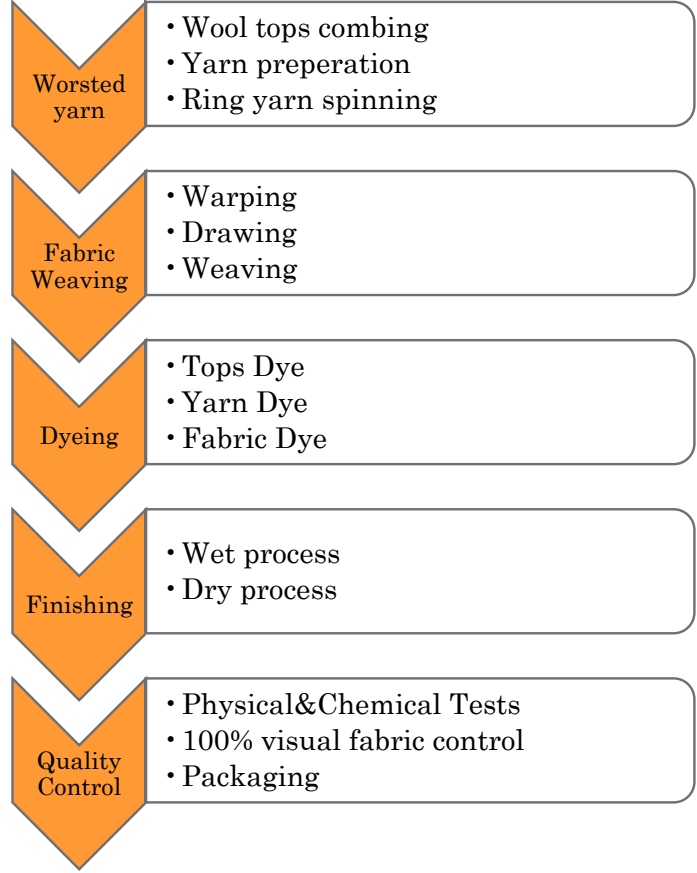 Worsted
yarn
• Wool tops combing
• Yarn preperation
• Ring yarn spinning
Fabric
Weaving
• Warping
• Drawing
• Weaving
Dyeing
• Tops Dye
• Yarn Dye
• Fabric Dye
Finishing
• Wet process
• Dry process
Quality
Control
• Physical&Chemical Tests
• 100% visual fabric control
• Packaging